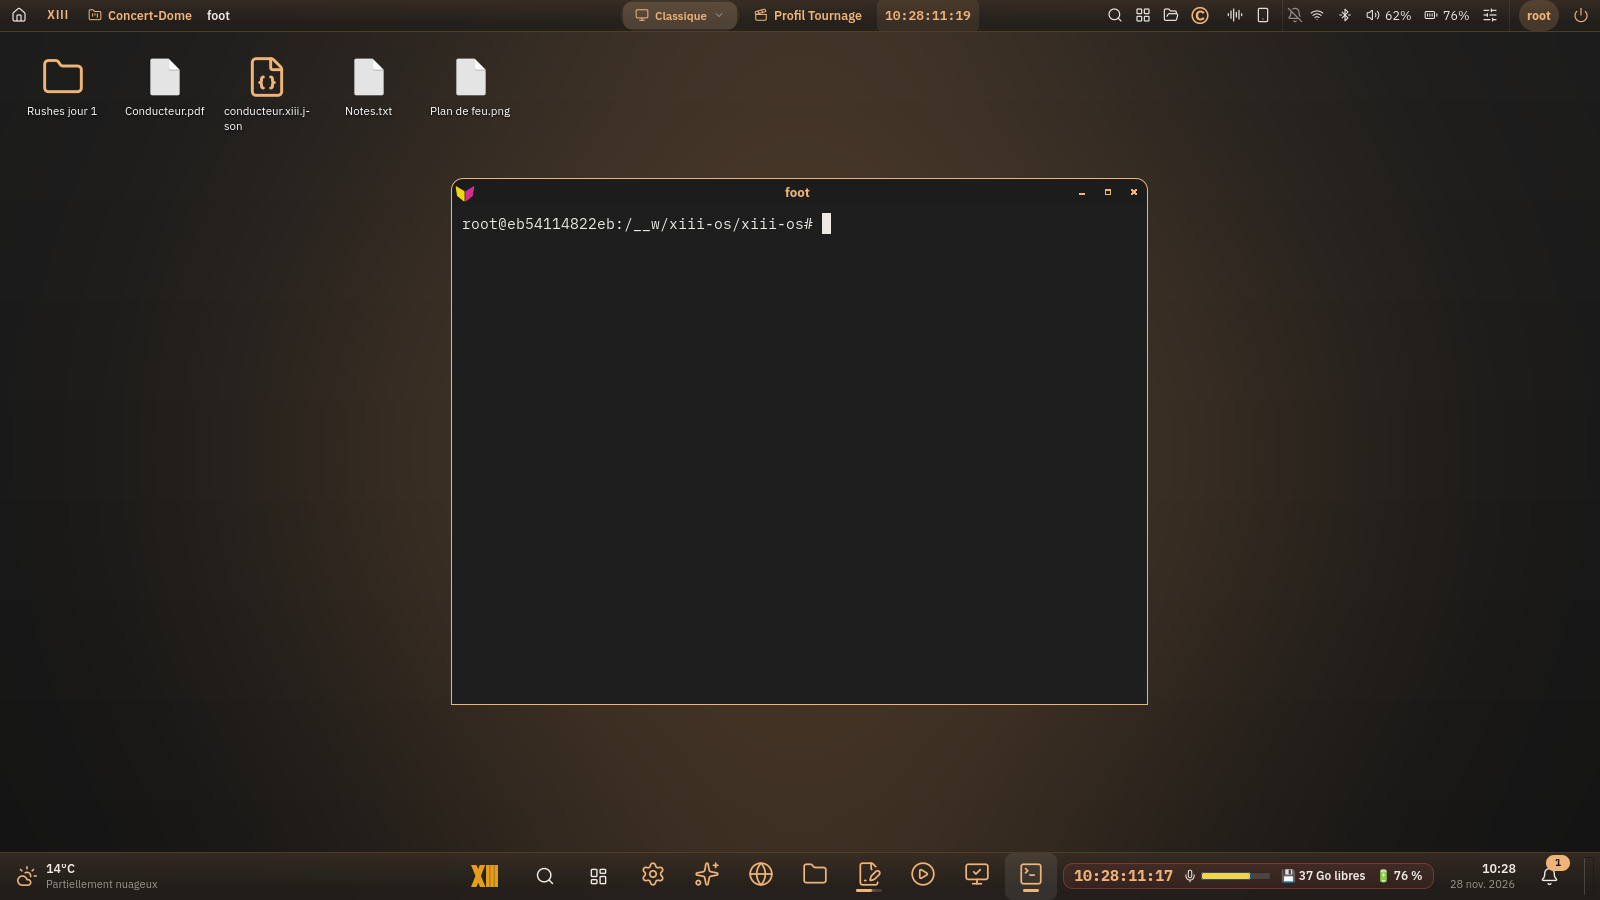 XIII Concert-Dome foot Classique Profil Tournage 10:28:11:19 62% 76% root
Rushes jour 1
Conducteur.pdf
conducteur.xiii.j-
son
Notes.txt
Plan de feu.png
foot
root@eb54114822eb:/__w/xiii-os/xiii-os#
14°C
Partiellement nuageux
XIII
10:28:11:17 37 Go libres 76 %
10:28
28 nov. 2026
1